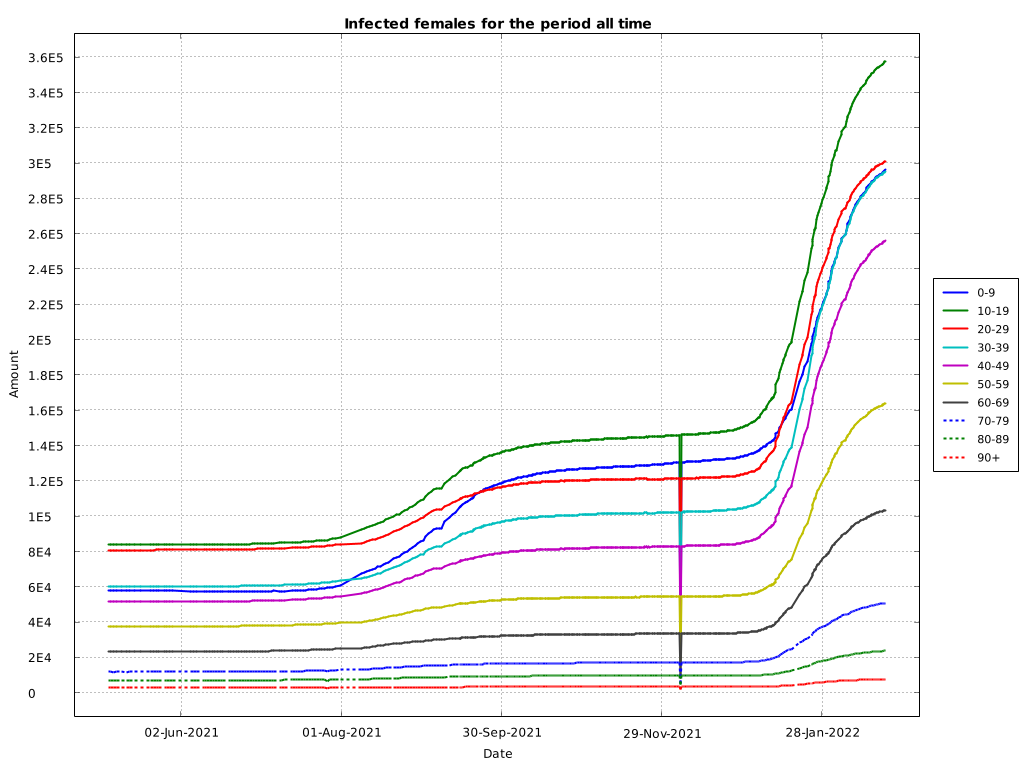 Infected females for the period all time
3.6E5
3.4E5
3.2E5
3E5
2.8E5
2.6E5
2.4E5
2.2E5
2E5
1.8E5
1.6E5
1.4E5
1.2E5
1E5
8E4
6E4
4E4
2E4
0
Amount
02-Jun-2021
01-Aug-2021
30-Sep-2021
29-Nov-2021
28-Jan-2022
Date
0-9
10-19
20-29
30-39
40-49
50-59
60-69
70-79
80-89
90+